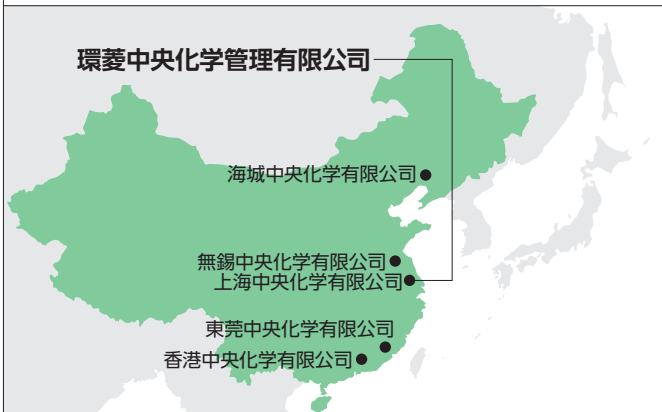 環菱中央化学管理有限公司
海城中央化学有限公司
無錫中央化学有限公司
上海中央化学有限公司
東莞中央化学有限公司
香港中央化学有限公司